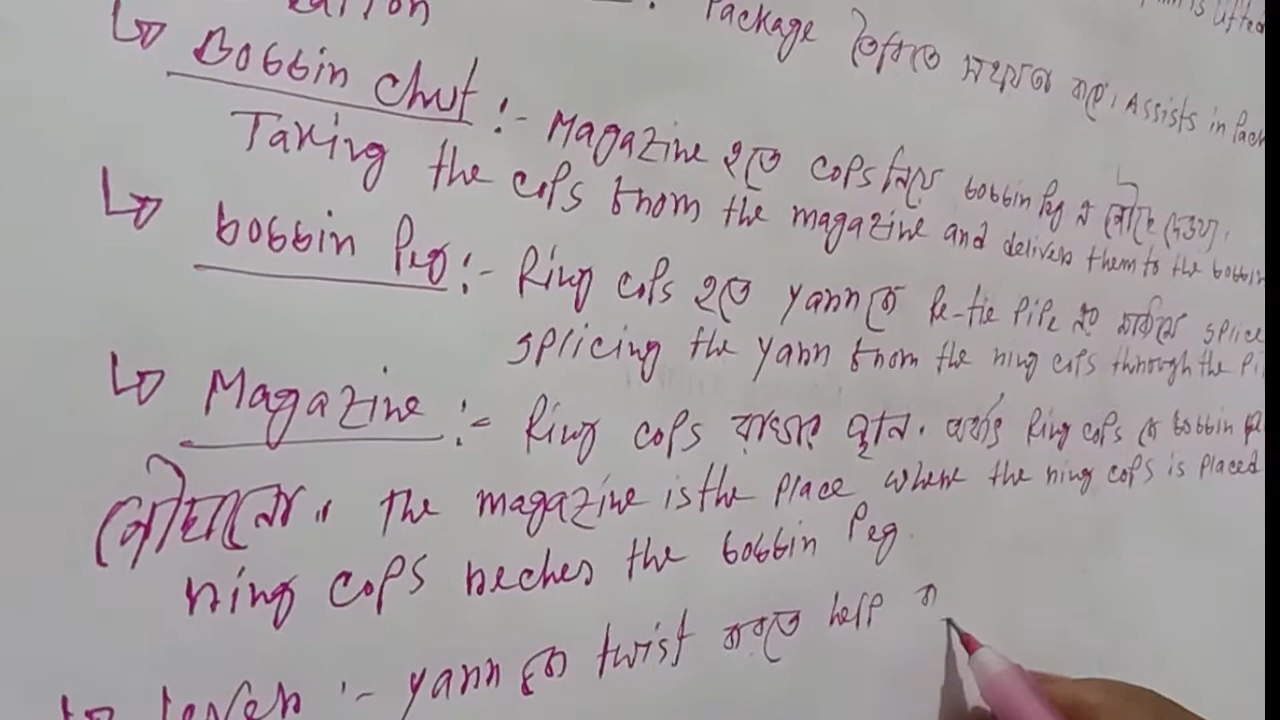 Package তৈরিতে সহায়তা করে। Assists in Pack
↳ Bobbin chut :- Magazine হতে cops নিয়ে bobbin Peg এ পৌছে দেওয়া।
Taking the cops from the magazine and delivers them to the bobbin
↳ bobbin Peg :- Ring cops হতে yarn কে Re-tie Pipe
splicing the yarn from the ring cops through the
↳ Magazine :- Ring cops রাখার স্থান। অর্থাৎ Ring cops কে bobbin
পৌছানো। The magazine is the place where the ring cops is placed
ring cops reches the bobbin Peg.
yarn কে twist করতে help ক